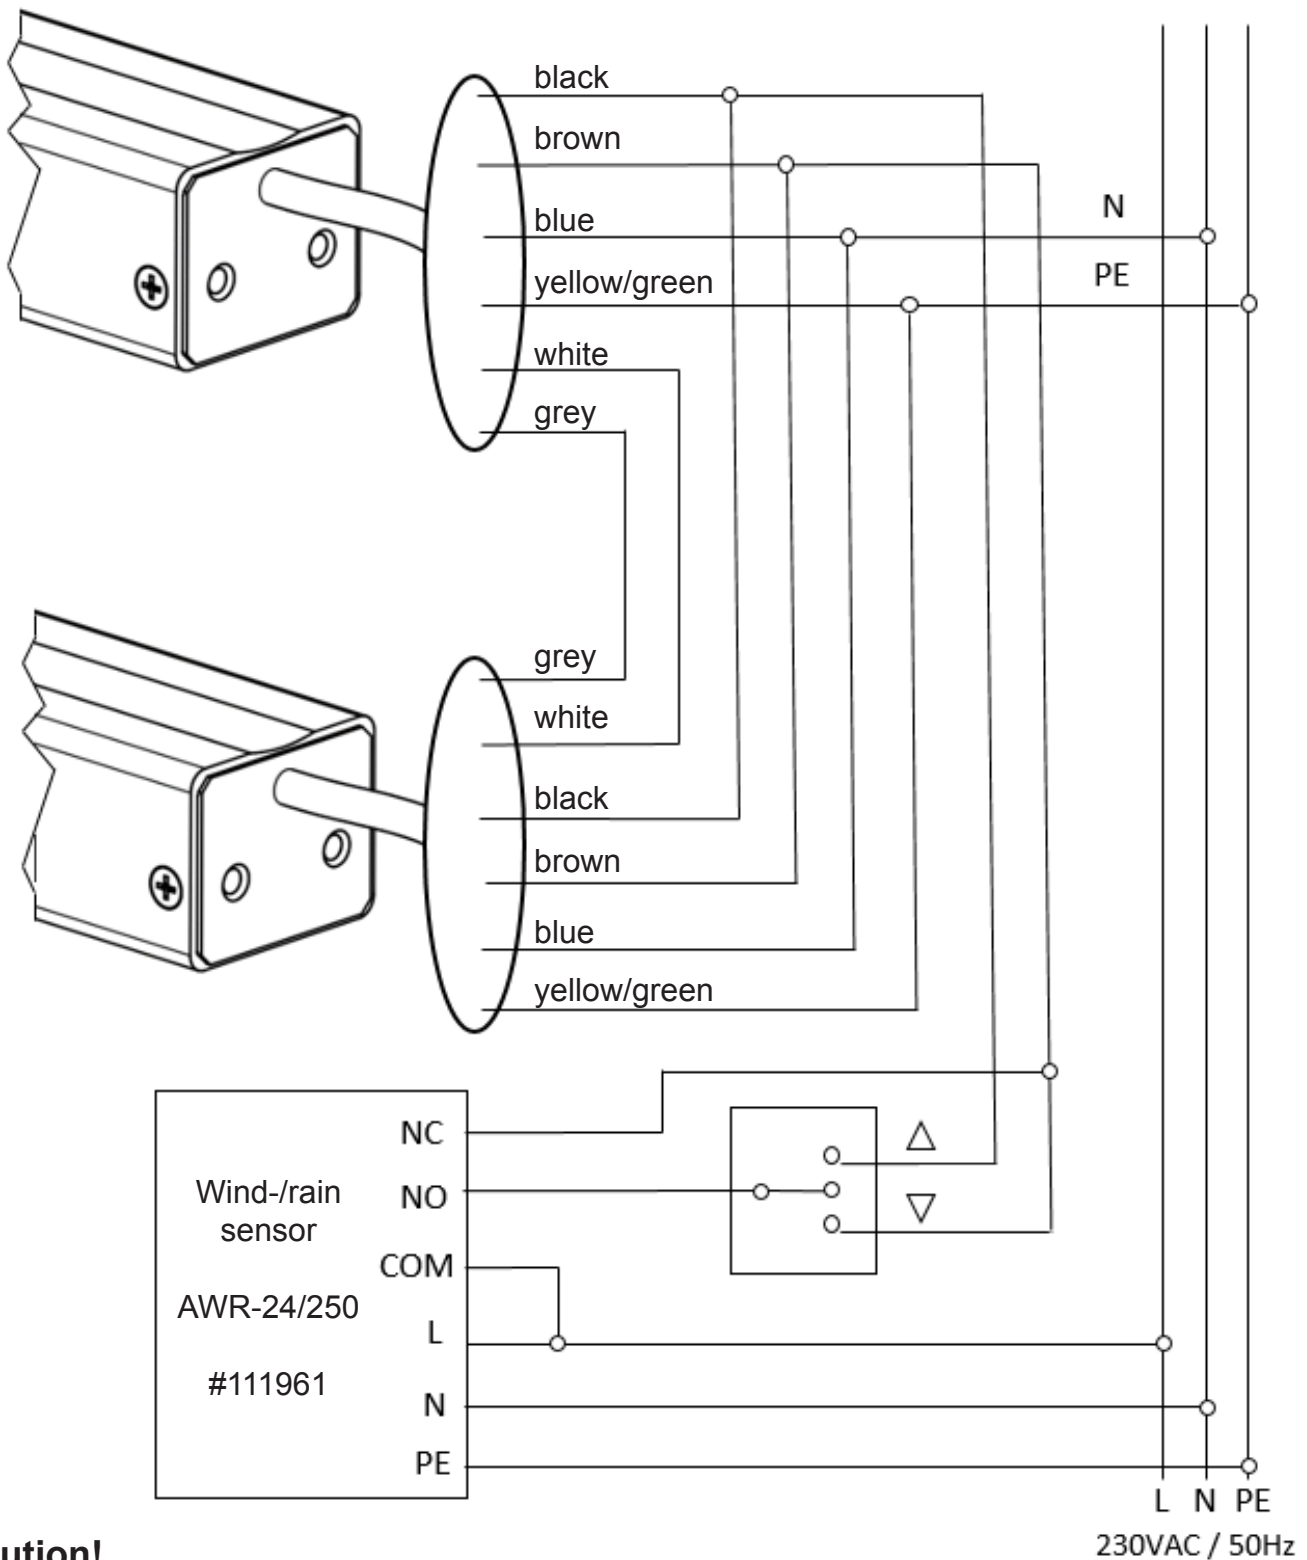 black
brown
blue
N
yellow/green
PE
white
grey
grey
white
black
brown
blue
yellow/green
NC
Wind-/rain
sensor
NO
△
▽
COM
AWR-24/250
L
#111961
N
PE
L N PE
230VAC / 50Hz
ution!